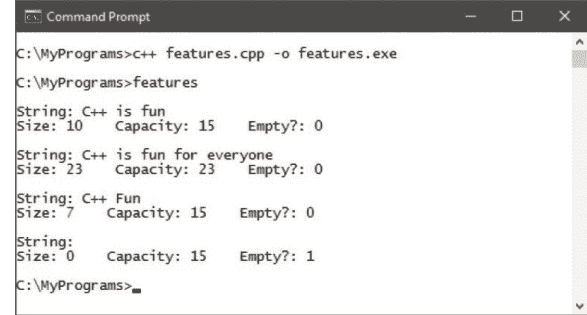 Command Prompt
C:\MyPrograms>c++ features.cpp -o features.exe
C:\MyPrograms>features
String: C++ is fun
Size: 10    Capacity: 15    Empty?: 0
String: C++ is fun for everyone
Size: 23    Capacity: 23    Empty?: 0
String: C++ Fun
Size: 7    Capacity: 15    Empty?: 0
String:
Size: 0    Capacity: 15    Empty?: 1
C:\MyPrograms>